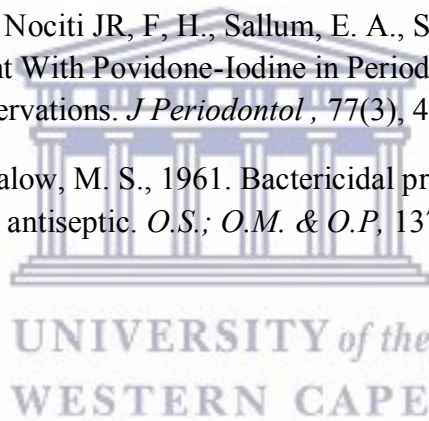 Nociti JR, F, H., Sallum, E. A., S
nt With Povidone-Iodine in Period
ervations. J Periodontol , 77(3), 4
alow, M. S., 1961. Bactericidal pr
antiseptic. O.S.; O.M. & O.P, 137
UNIVERSITY of the
WESTERN CAPE